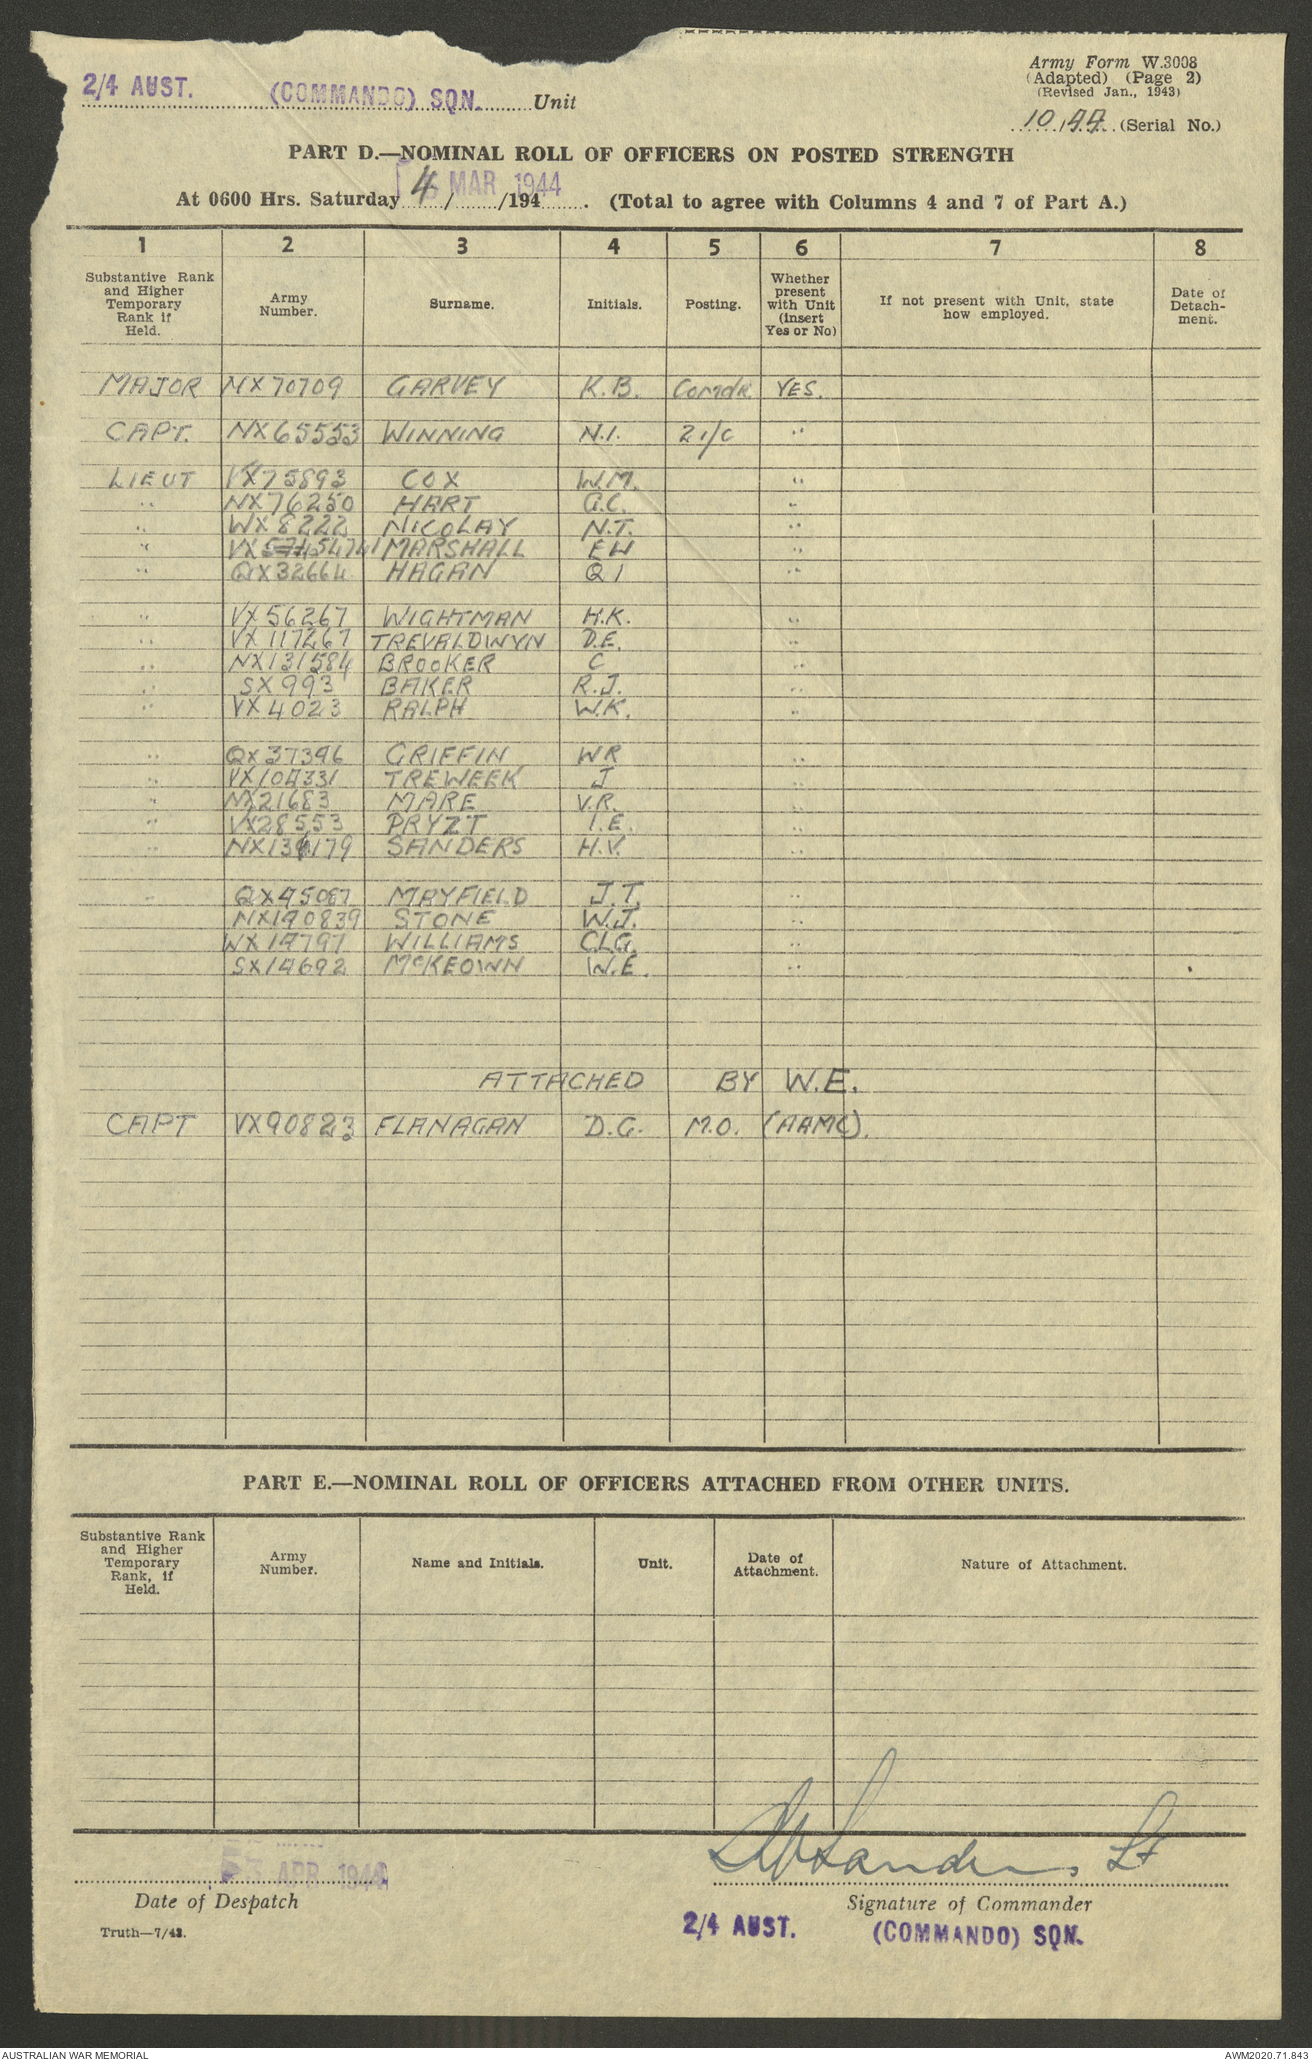 2/4 AUST. (COMMANDO) SQN. Unit
Army Form W.3008
(Adapted) (Page 2)
(Revised Jan., 1943)
10/44 (Serial No.)
PART D.—NOMINAL ROLL OF OFFICERS ON POSTED STRENGTH
At 0600 Hrs. Saturday 4 MAR 1944 / /194 . (Total to agree with Columns 4 and 7 of Part A.)
1 2 3 4 5 6 7 8
Substantive Rank and Higher Temporary Rank if Held. Army Number. Surname. Initials. Posting. Whether present with Unit (insert Yes or No) If not present with Unit, state how employed. Date of Detachment.
MAJOR NX70709 GARVEY K.B. Comdr. YES.
CAPT. NX65553 WINNING N.I. 2 i/c "
LIEUT VX75893 COX W.M. "
" NX76250 HART G.C. "
" WX8222 NICOLAY N.T. "
" VX54741 MARSHALL EW "
" QX32664 HAGAN Q I "
" VX56267 WIGHTMAN H.K. "
" VX117267 TREVALDWYN D.E. "
" NX131584 BROOKER C "
" SX993 BAKER R.J. "
" VX4023 RALPH W.K. "
" QX37396 GRIFFIN WR "
" VX104331 TREWEEK J "
" NX21683 MARE V.R. "
" VX28553 PRYZT I.E. "
" NX134179 SANDERS H.V. "
" QX45087 MAYFIELD J.T. "
NX190839 STONE W.J. "
WX19797 WILLIAMS C.L.G. "
SX14692 McKEOWN W.E. "
ATTACHED BY W.E.
CAPT VX90823 FLANAGAN D.G. M.O. (AAMC).
PART E.—NOMINAL ROLL OF OFFICERS ATTACHED FROM OTHER UNITS.
Substantive Rank and Higher Temporary Rank, if Held. Army Number. Name and Initials. Unit. Date of Attachment. Nature of Attachment.
3 APR 1944
HVSanders Lt
Date of Despatch
Signature of Commander
Truth—7/43.
2/4 AUST. (COMMANDO) SQN.
AUSTRALIAN WAR MEMORIAL
AWM2020.71.843